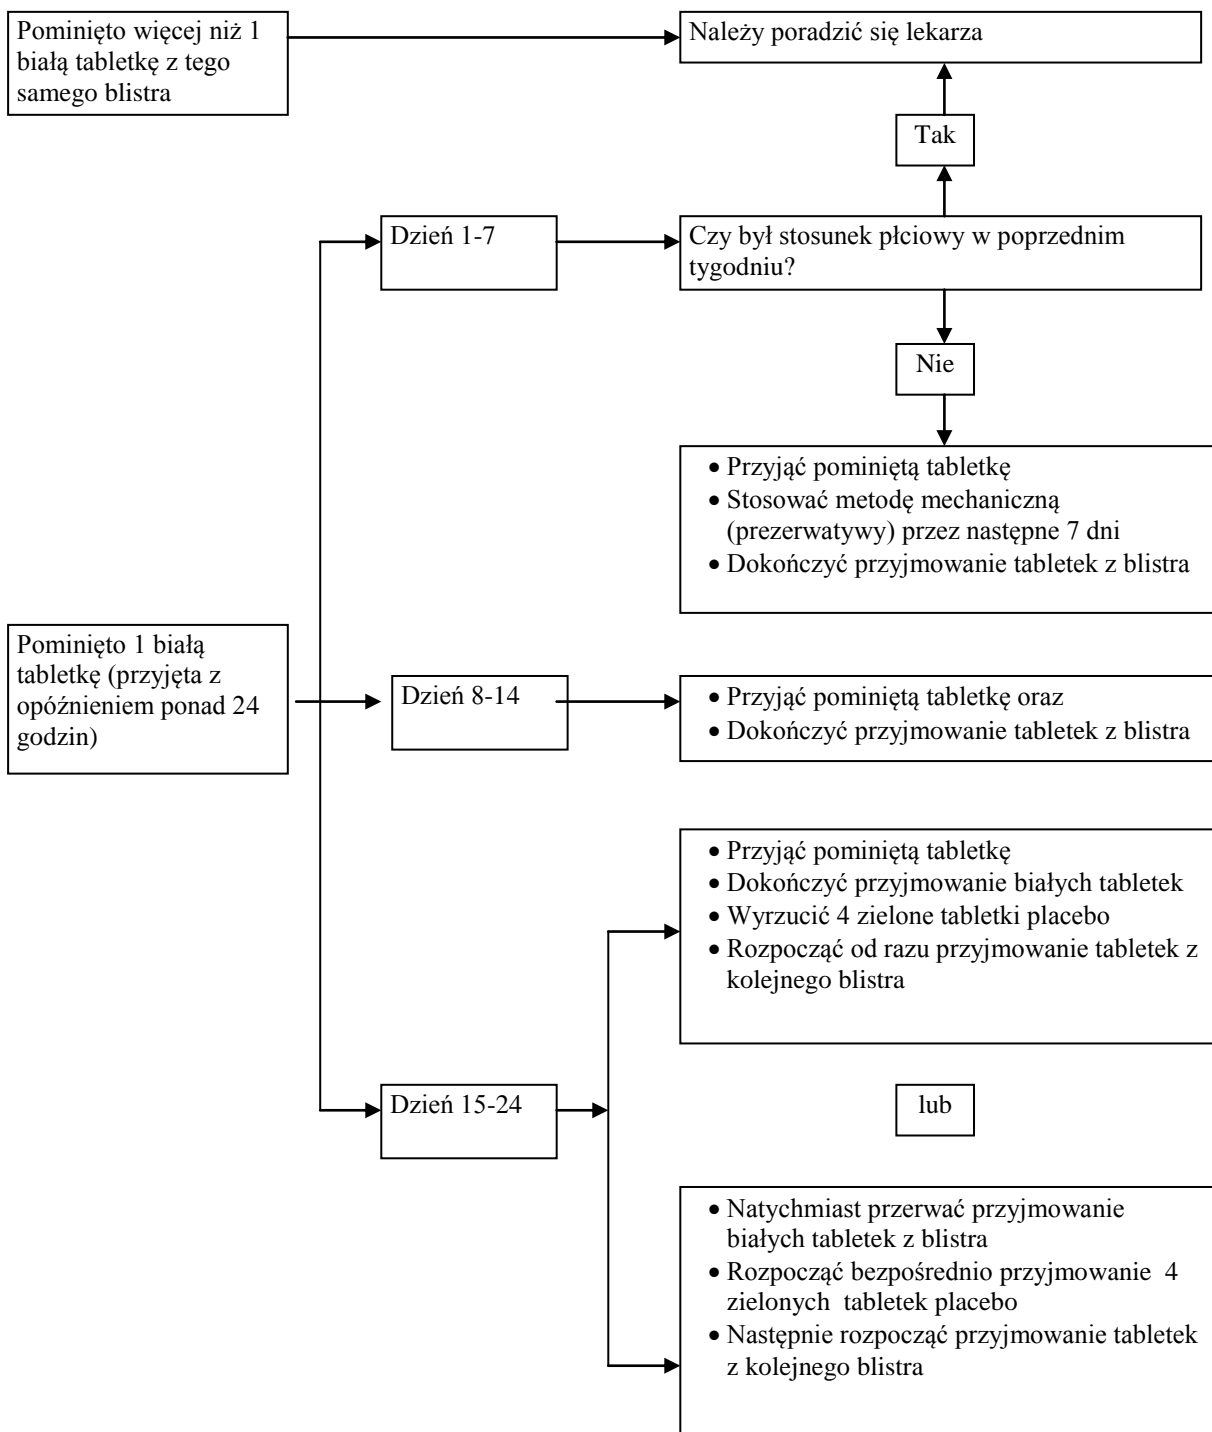 Pominięto więcej niż 1
białą tabletkę z tego
samego blistra
Należy poradzić się lekarza
Tak
Dzień 1-7
Czy był stosunek płciowy w poprzednim
tygodniu?
Nie
• Przyjąć pominiętą tabletkę
• Stosować metodę mechaniczną
(prezerwatywy) przez następne 7 dni
• Dokończyć przyjmowanie tabletek z blistra
Pominięto 1 białą
tabletkę (przyjęta z
opóźnieniem ponad 24
godzin)
Dzień 8-14
• Przyjąć pominiętą tabletkę oraz
• Dokończyć przyjmowanie tabletek z blistra
• Przyjąć pominiętą tabletkę
• Dokończyć przyjmowanie białych tabletek
• Wyrzucić 4 zielone tabletki placebo
• Rozpocząć od razu przyjmowanie tabletek z
kolejnego blistra
Dzień 15-24
lub
• Natychmiast przerwać przyjmowanie
białych tabletek z blistra
• Rozpocząć bezpośrednio przyjmowanie 4
zielonych tabletek placebo
• Następnie rozpocząć przyjmowanie tabletek
z kolejnego blistra